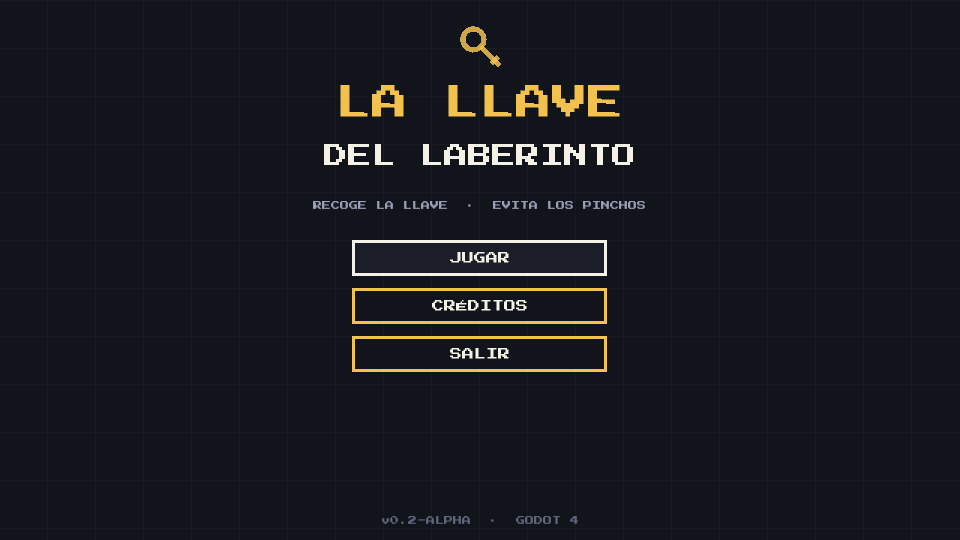 LA LLAVE
DEL LABERINTO
RECOGE LA LLAVE · EVITA LOS PINCHOS
JUGAR
CRéDITOS
SALIR
v0.2-ALPHA · GODOT 4